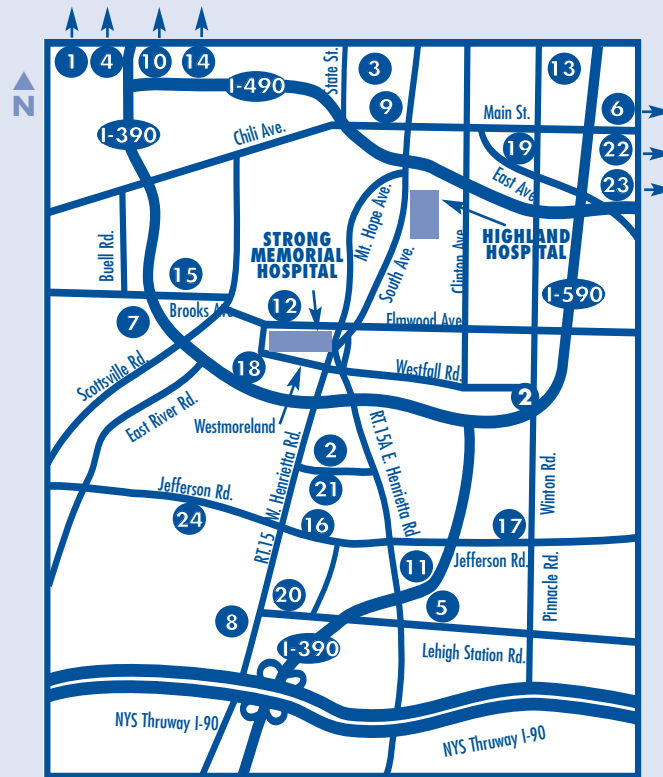 1
4
10
14
N
I-490
State St.
3
9
13
Main St.
6
I-390
Chili Ave.
19
22
East Ave
23
Mt. Hope Ave.
South Ave.
Clinton Ave
STRONG
MEMORIAL
HOSPITAL
HIGHLAND
HOSPITAL
Buell Rd.
15
I-590
Brooks Ave
12
Elmwood Ave
7
18
Westfall Rd.
2
Scottsville Rd.
East River Rd.
Westmoreland
RT.15 W. Henrietta Rd.
RT.15A E. Henrietta Rd
2
21
Winton Rd.
Jefferson Rd.
24
16
17
Jefferson Rd.
11
Pinnacle Rd.
20
5
8
I-390
Lehigh Station Rd.
NYS Thruway I-90
NYS Thruway I-90